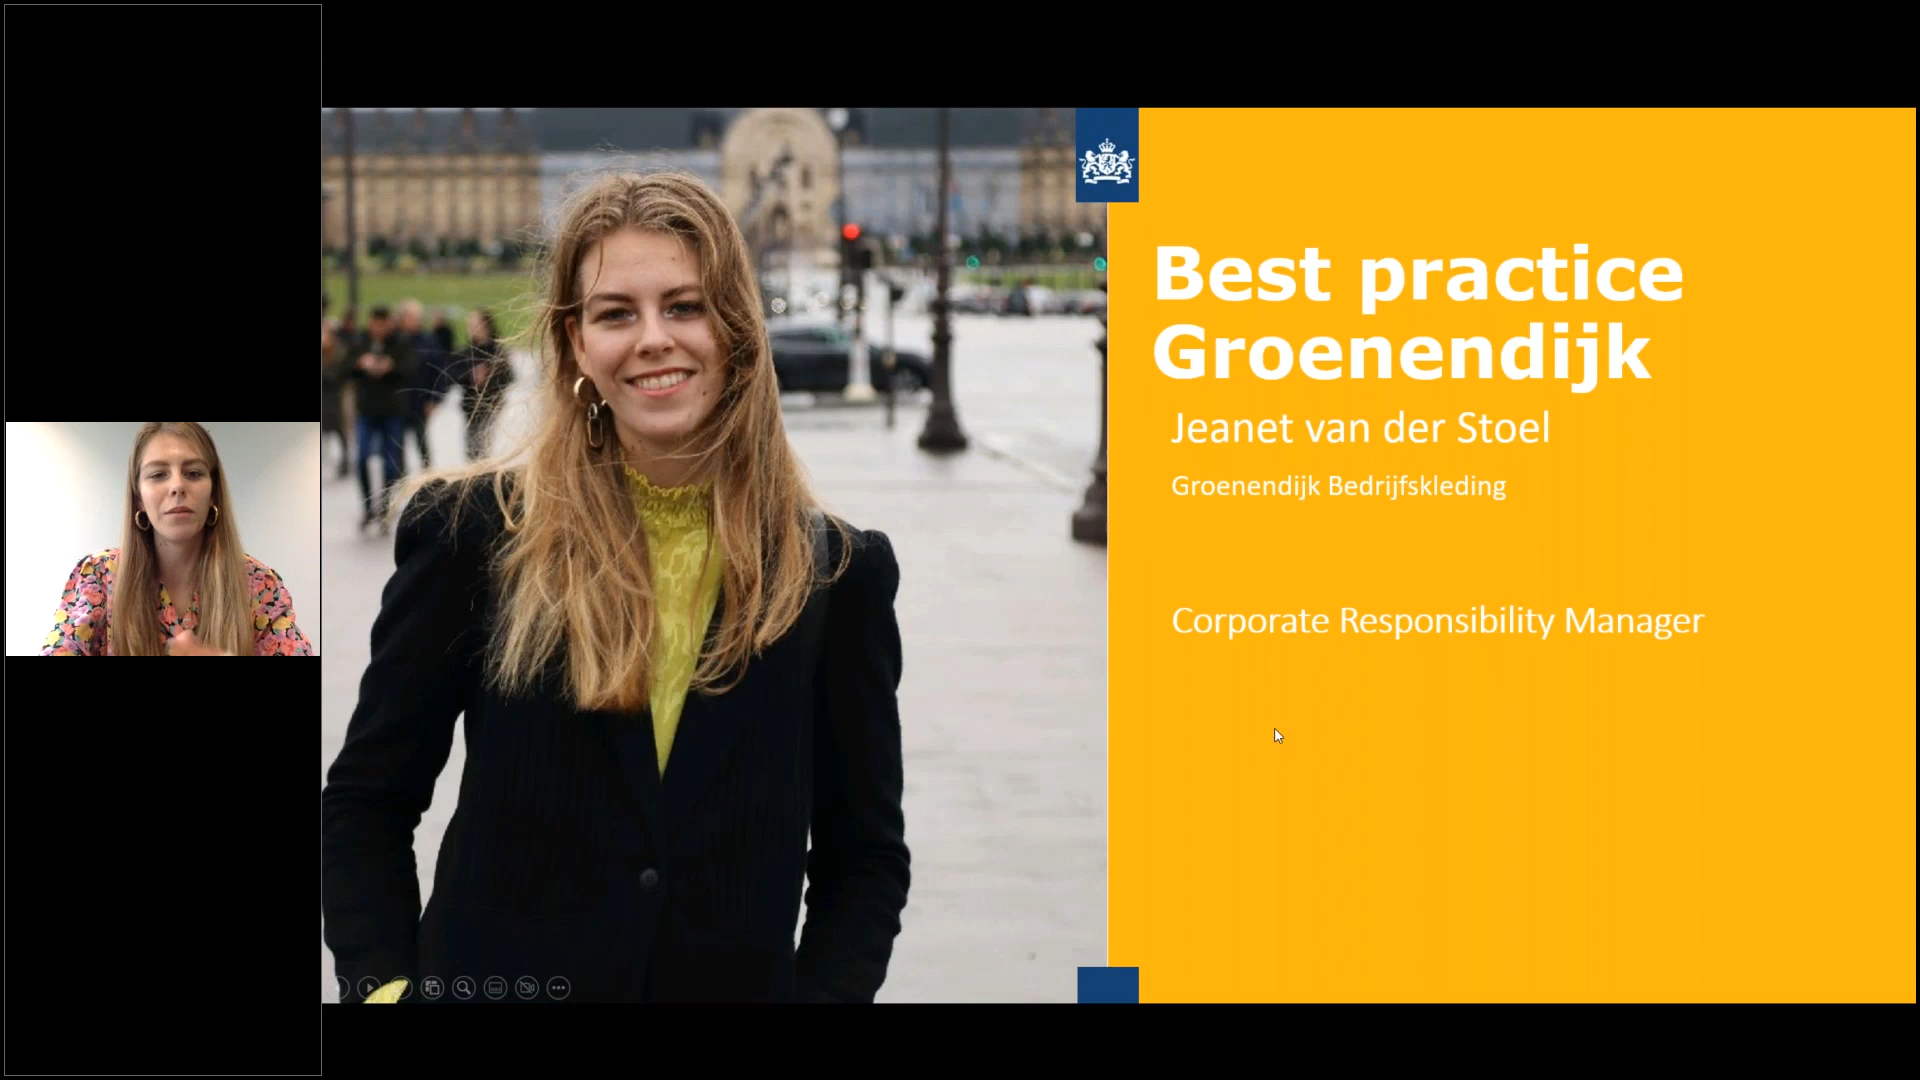 Best practice
Groenendijk
Jeanet van der Stoel
Groenendijk Bedrijfskleding
Corporate Responsibility Manager